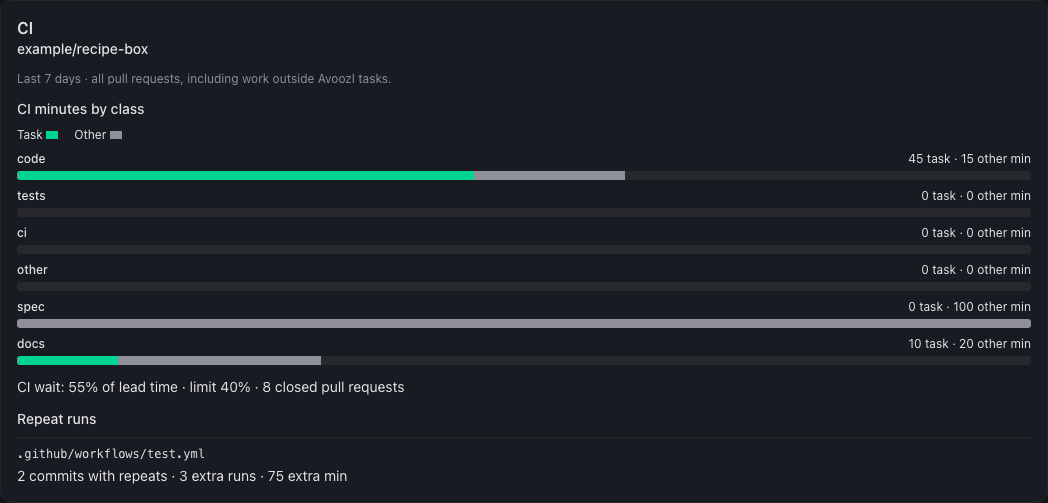 CI
example/recipe-box
Last 7 days · all pull requests, including work outside Avoozl tasks.
CI minutes by class
Task Other
code 45 task · 15 other min
tests 0 task · 0 other min
ci 0 task · 0 other min
other 0 task · 0 other min
spec 0 task · 100 other min
docs 10 task · 20 other min
CI wait: 55% of lead time · limit 40% · 8 closed pull requests
Repeat runs
.github/workflows/test.yml
2 commits with repeats · 3 extra runs · 75 extra min